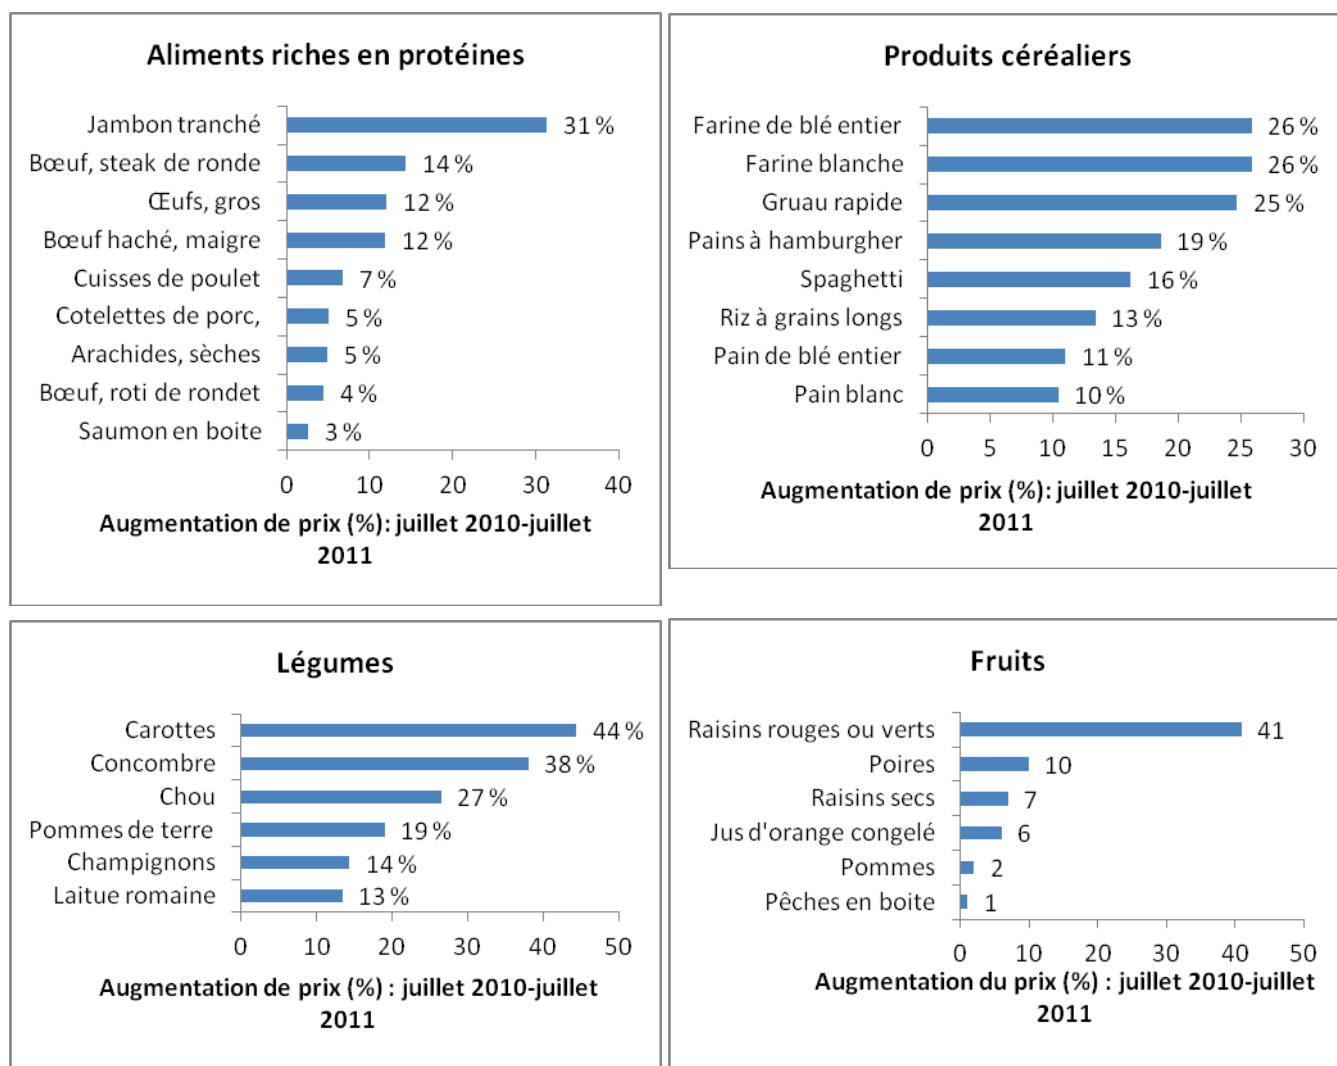 Aliments riches en protéines
Jambon tranché 31 %
Bœuf, steak de ronde 14 %
Œufs, gros 12 %
Bœuf haché, maigre 12 %
Cuisses de poulet 7 %
Cotelettes de porc, 5 %
Arachides, sèches 5 %
Bœuf, roti de rondet 4 %
Saumon en boite 3 %
0 10 20 30 40
Augmentation de prix (%): juillet 2010-juillet
2011
Produits céréaliers
Farine de blé entier 26 %
Farine blanche 26 %
Gruau rapide 25 %
Pains à hamburgher 19 %
Spaghetti 16 %
Riz à grains longs 13 %
Pain de blé entier 11 %
Pain blanc 10 %
0 5 10 15 20 25 30
Augmentation de prix (%): juillet 2010-juillet
2011
Légumes
Carottes 44 %
Concombre 38 %
Chou 27 %
Pommes de terre 19 %
Champignons 14 %
Laitue romaine 13 %
0 10 20 30 40 50
Augmentation de prix (%) : juillet 2010-juillet
2011
Fruits
Raisins rouges ou verts 41
Poires 10
Raisins secs 7
Jus d'orange congelé 6
Pommes 2
Pêches en boite 1
0 10 20 30 40 50
Augmentation du prix (%) : juillet 2010-juillet
2011